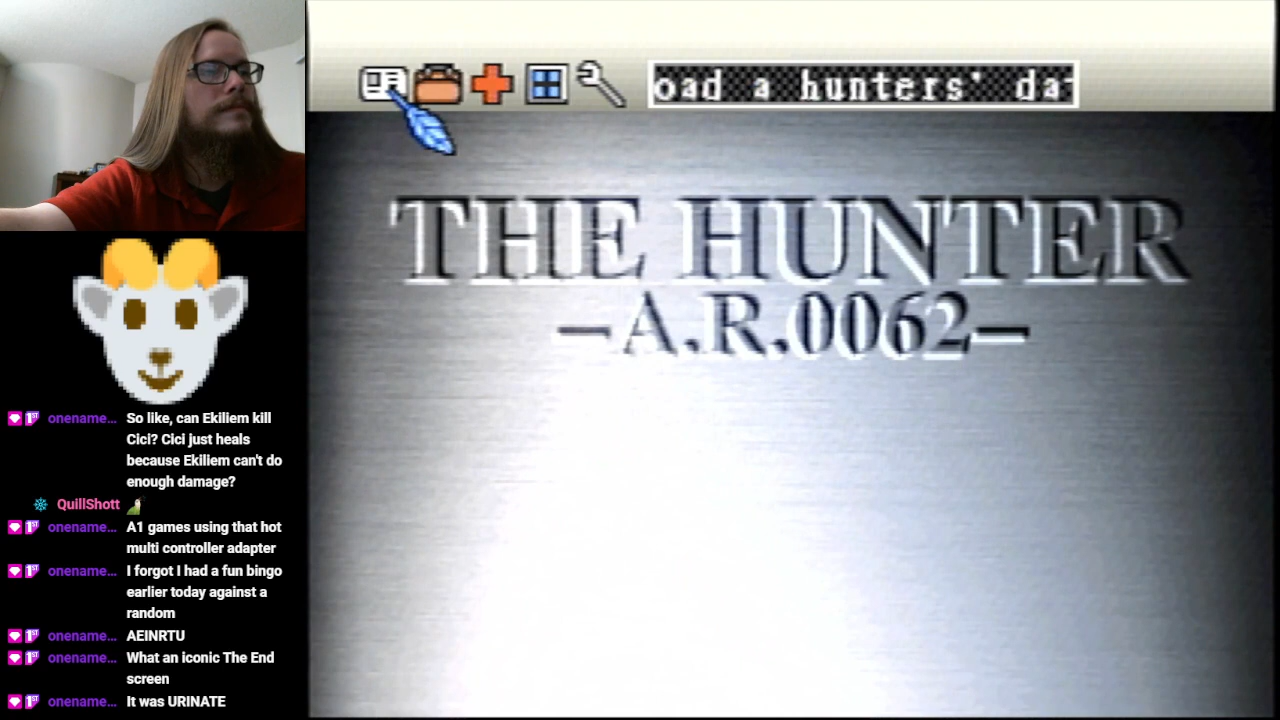 oad a hunters' dat
THE HUNTER
–A.R.0062–
onename... So like, can Ekiliem kill
Cici? Cici just heals
because Ekiliem can't do
enough damage?
QuillShott
onename... A1 games using that hot
multi controller adapter
onename... I forgot I had a fun bingo
earlier today against a
random
onename... AEINRTU
onename... What an iconic The End
screen
onename... It was URINATE